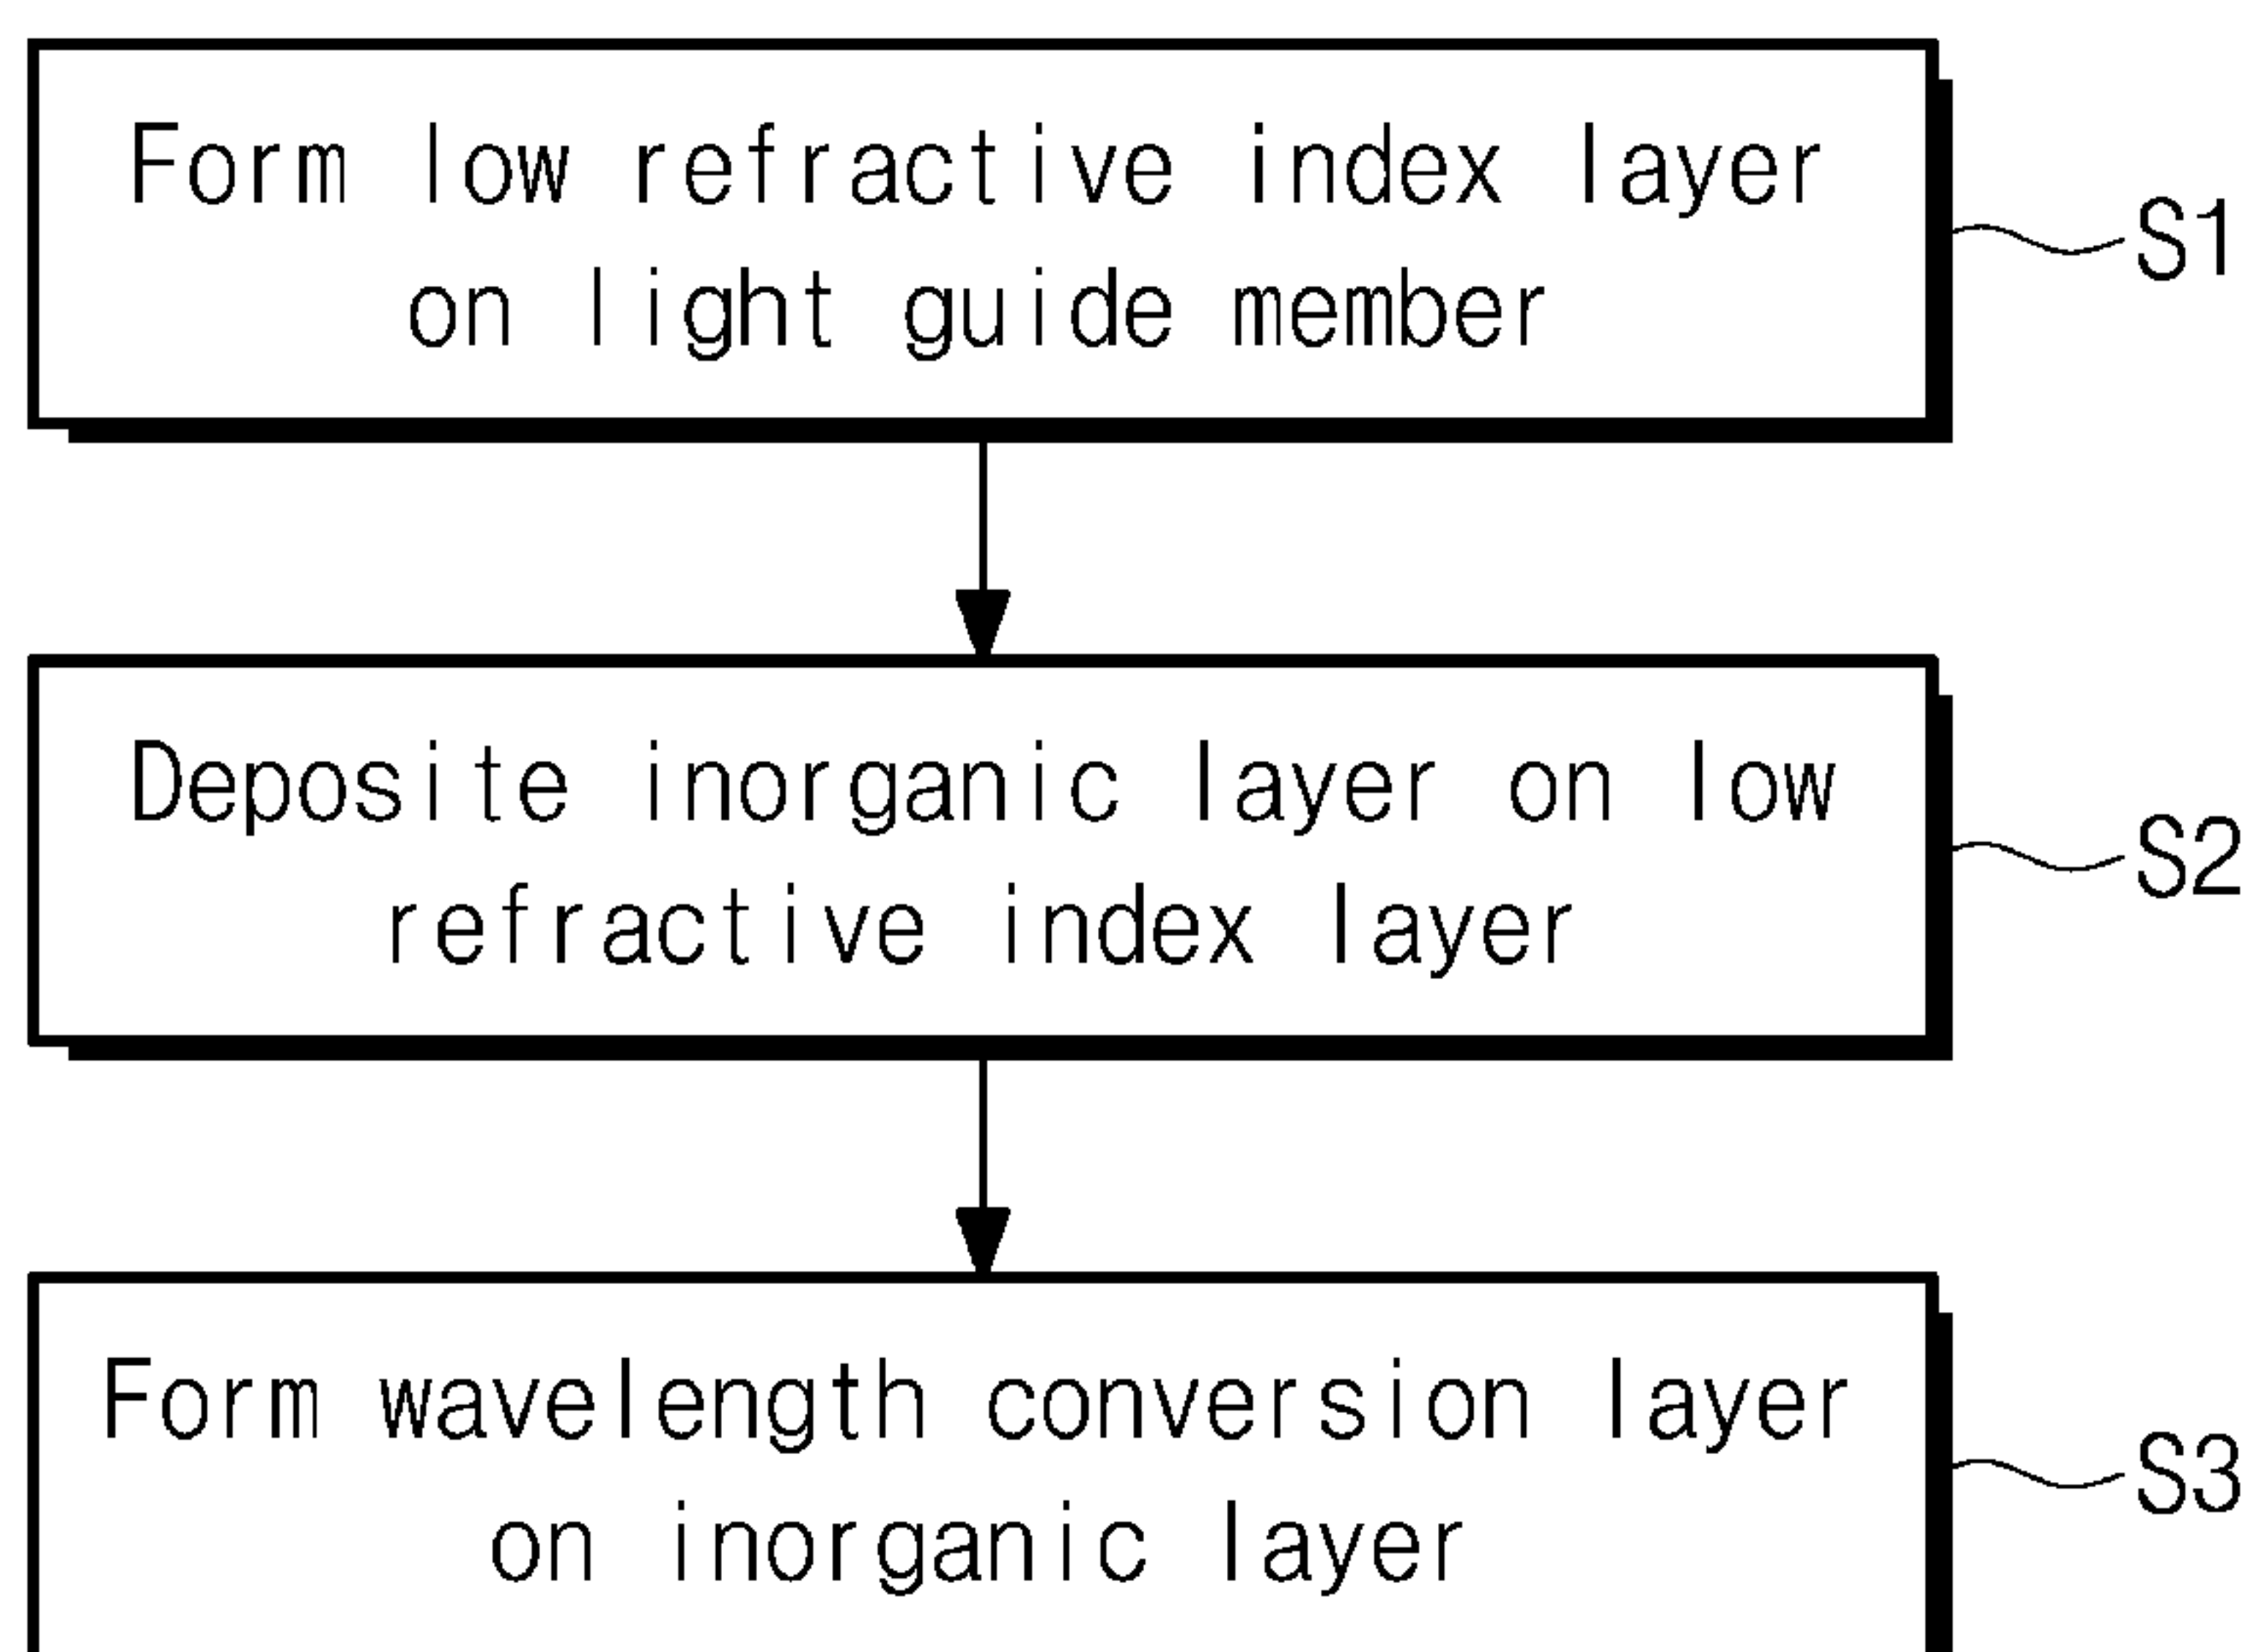 Form low refractive index layer
on light guide member
S1
Deposite inorganic layer on low
refractive index layer
S2
Form wavelength conversion layer
on inorganic layer
S3